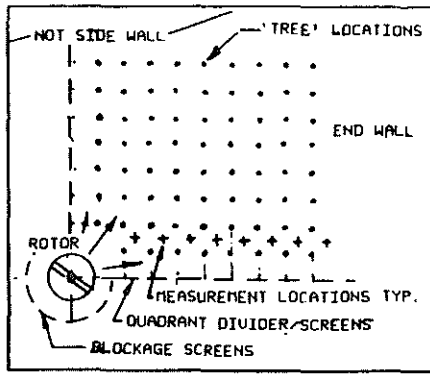 NOT SIDE WALL
'TREE' LOCATIONS
END WALL
ROTOR
MEASUREMENT LOCATIONS TYP.
QUADRANT DIVIDER/SCREENS
BLOCKAGE SCREENS